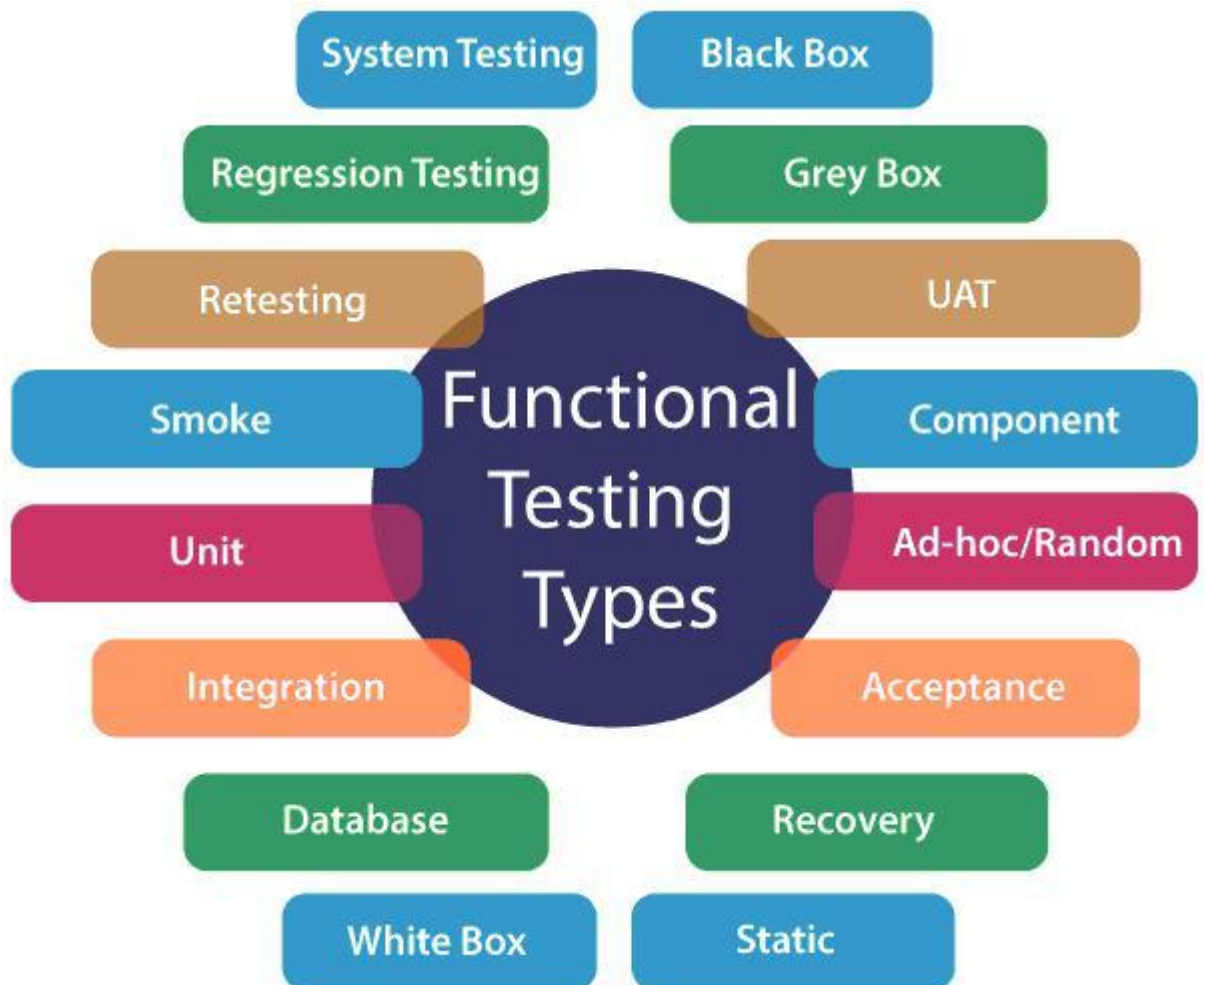 System Testing
Black Box
Regression Testing
Grey Box
Retesting
UAT
Smoke
Component
Unit
Ad-hoc/Random
Integration
Acceptance
Database
Recovery
White Box
Static
Functional
Testing
Types